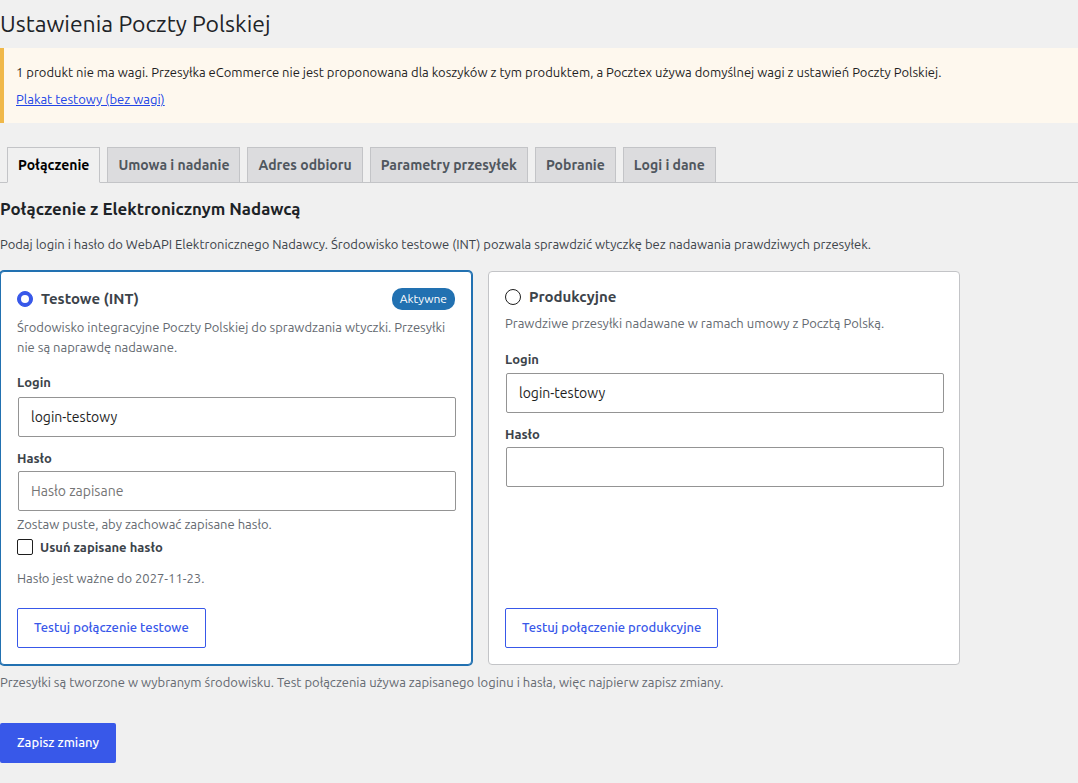 Ustawienia Poczty Polskiej
1 produkt nie ma wagi. Przesyłka eCommerce nie jest proponowana dla koszyków z tym produktem, a Pocztex używa domyślnej wagi z ustawień Poczty Polskiej.
Plakat testowy (bez wagi)
Połączenie
Umowa i nadanie
Adres odbioru
Parametry przesyłek
Pobranie
Logi i dane
Połączenie z Elektronicznym Nadawcą
Podaj login i hasło do WebAPI Elektronicznego Nadawcy. Środowisko testowe (INT) pozwala sprawdzić wtyczkę bez nadawania prawdziwych przesyłek.
Testowe (INT)
Aktywne
Środowisko integracyjne Poczty Polskiej do sprawdzania wtyczki. Przesyłki
nie są naprawdę nadawane.
Login
login-testowy
Hasło
Hasło zapisane
Zostaw puste, aby zachować zapisane hasło.
Usuń zapisane hasło
Hasło jest ważne do 2027-11-23.
Testuj połączenie testowe
Produkcyjne
Prawdziwe przesyłki nadawane w ramach umowy z Pocztą Polską.
Login
login-testowy
Hasło
Testuj połączenie produkcyjne
Przesyłki są tworzone w wybranym środowisku. Test połączenia używa zapisanego loginu i hasła, więc najpierw zapisz zmiany.
Zapisz zmiany